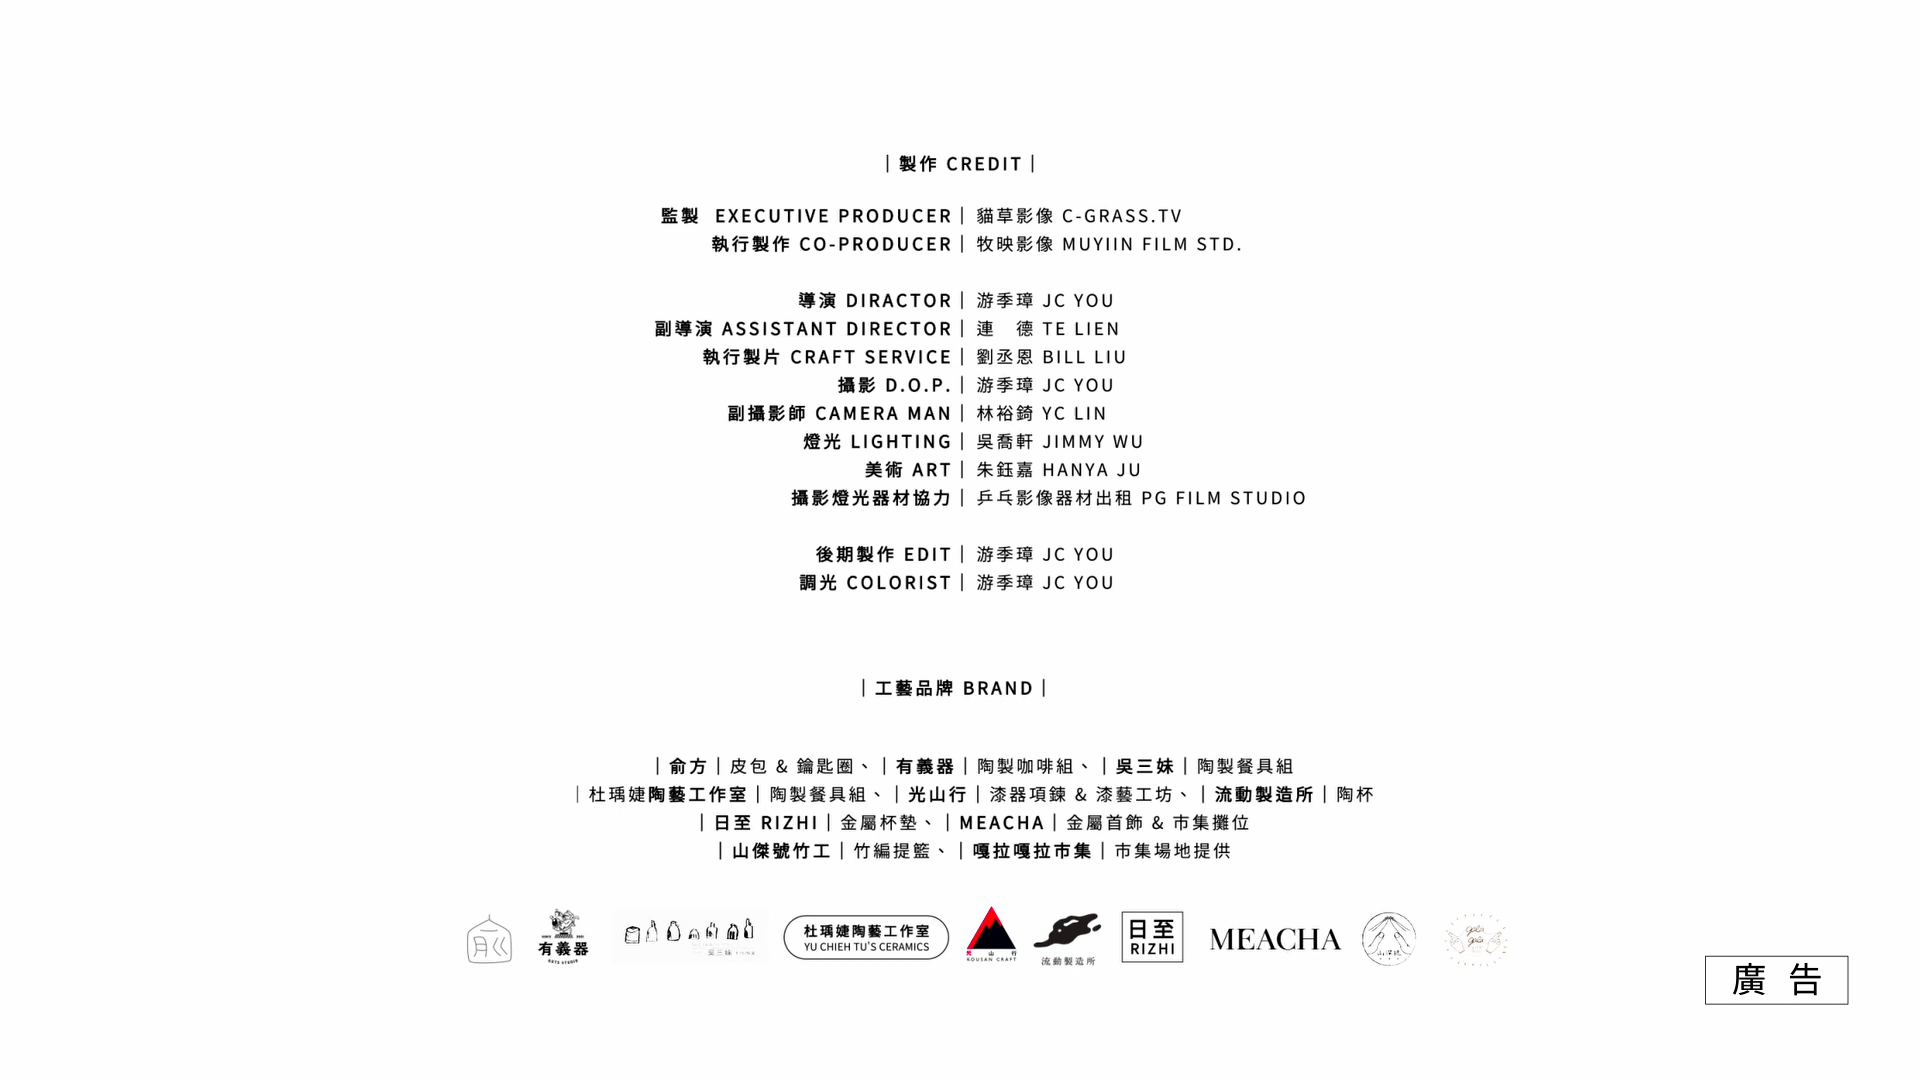 ｜製作 CREDIT｜
監製 EXECUTIVE PRODUCER｜貓草影像 C-GRASS.TV
執行製作 CO-PRODUCER｜牧映影像 MUYIIN FILM STD.
導演 DIRACTOR｜游季璋 JC YOU
副導演 ASSISTANT DIRECTOR｜連　德 TE LIEN
執行製片 CRAFT SERVICE｜劉丞恩 BILL LIU
攝影 D.O.P.｜游季璋 JC YOU
副攝影師 CAMERA MAN｜林裕錡 YC LIN
燈光 LIGHTING｜吳喬軒 JIMMY WU
美術 ART｜朱鈺嘉 HANYA JU
攝影燈光器材協力｜乒乓影像器材出租 PG FILM STUDIO
後期製作 EDIT｜游季璋 JC YOU
調光 COLORIST｜游季璋 JC YOU
｜工藝品牌 BRAND｜
｜俞方｜皮包 & 鑰匙圈、｜有義器｜陶製咖啡組、｜吳三妹｜陶製餐具組
｜杜瑀婕陶藝工作室｜陶製餐具組、｜光山行｜漆器項鍊 & 漆藝工坊、｜流動製造所｜陶杯
｜日至 RIZHI｜金屬杯墊、｜MEACHA｜金屬首飾 & 市集攤位
｜山傑號竹工｜竹編提籃、｜嘎拉嘎拉市集｜市集場地提供
有義器
吳三妹
杜瑀婕陶藝工作室
YU CHIEH TU'S CERAMICS
光山行
KOUSAN CRAFT
流動製造所
日至
RIZHI
MEACHA
gala
gala
廣告